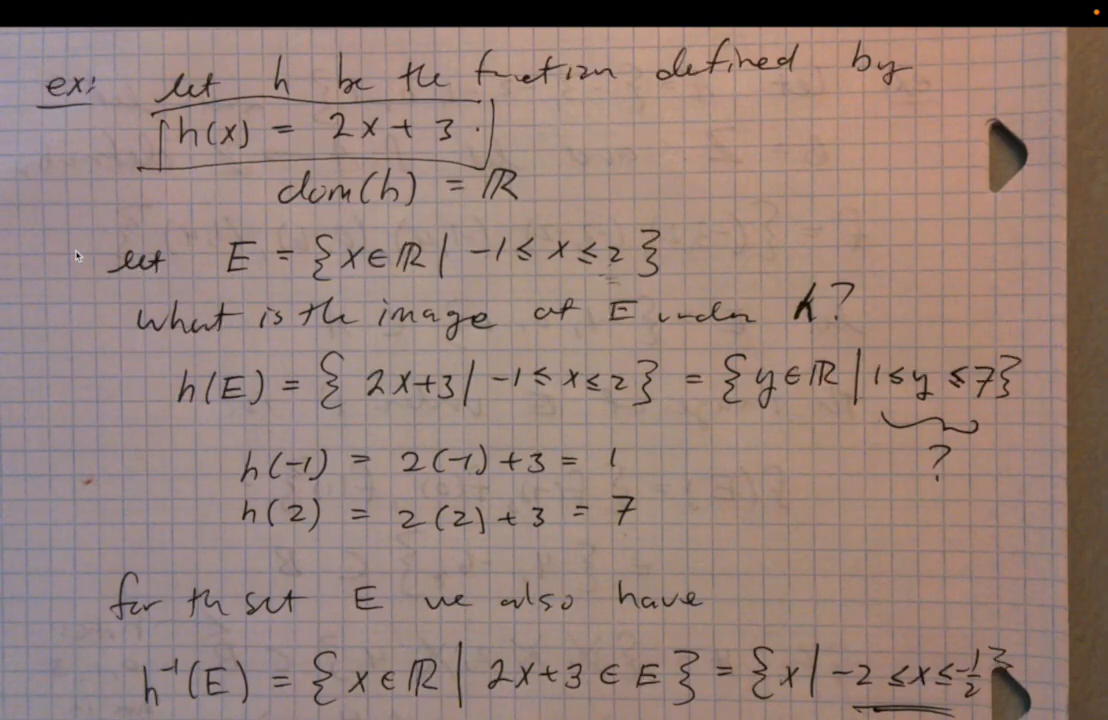 ex: let h be the function defined by
h(x) = 2x + 3.
dom(h) = ℝ
let E = {x ∈ ℝ | -1 ≤ x ≤ 2}
What is the image of E under h?
h(E) = { 2x+3 | -1 ≤ x ≤ 2} = {y ∈ ℝ | 1 ≤ y ≤ 7}
?
h(-1) = 2(-1) + 3 = 1
h(2) = 2(2) + 3 = 7
for th set E we also have
h⁻¹(E) = {x ∈ ℝ | 2x+3 ∈ E} = {x | -2 ≤ x ≤ -1/2}